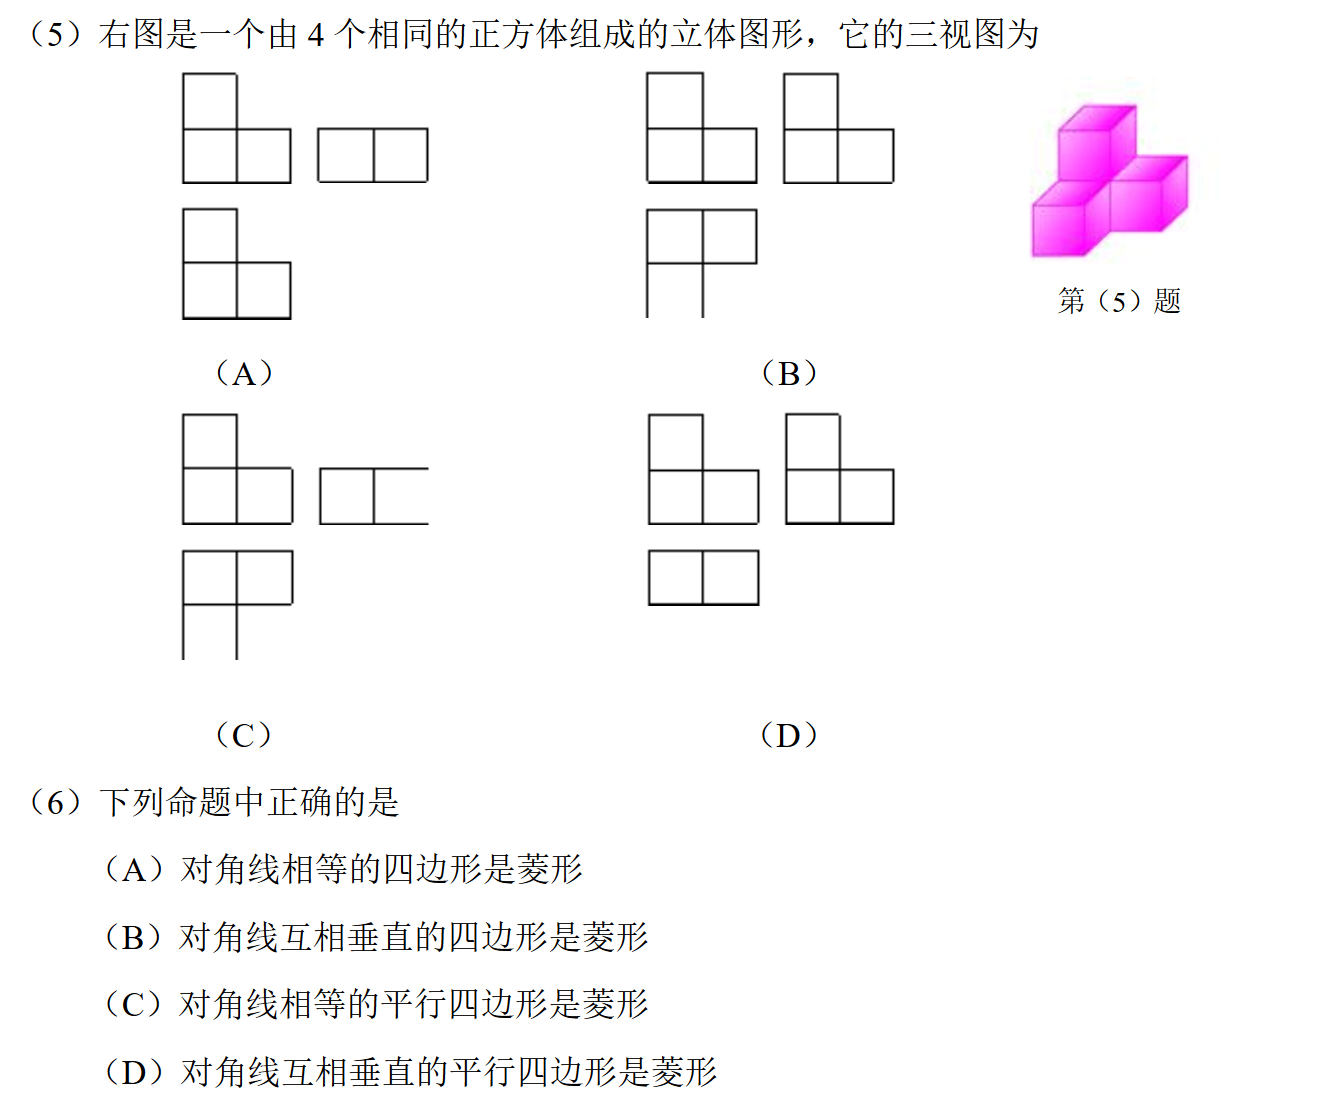 （5）右图是一个由 4 个相同的正方体组成的立体图形，它的三视图为
第（5）题
（A）
（B）
（C）
（D）
（6）下列命题中正确的是
（A）对角线相等的四边形是菱形
（B）对角线互相垂直的四边形是菱形
（C）对角线相等的平行四边形是菱形
（D）对角线互相垂直的平行四边形是菱形